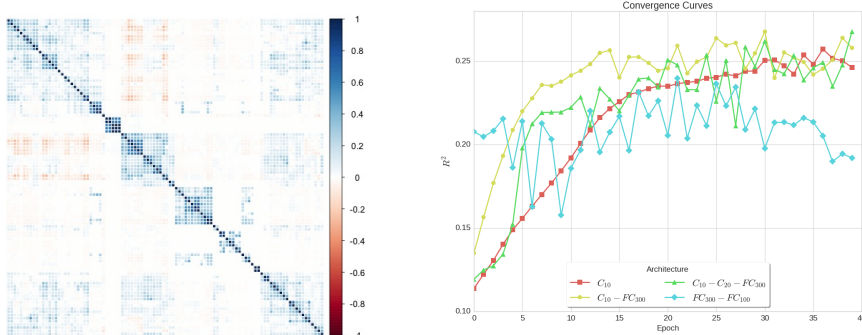 1
0.8
0.6
0.4
0.2
0
-0.2
-0.4
-0.6
-0.8
Convergence Curves
0.25
0.20
0.15
0.10
R²
0 5 10 15 20 25 30 35
Epoch
Architecture
C₁₀
C₁₀ − FC₃₀₀
C₁₀ − C₂₀ − FC₃₀₀
FC₃₀₀ − FC₁₀₀